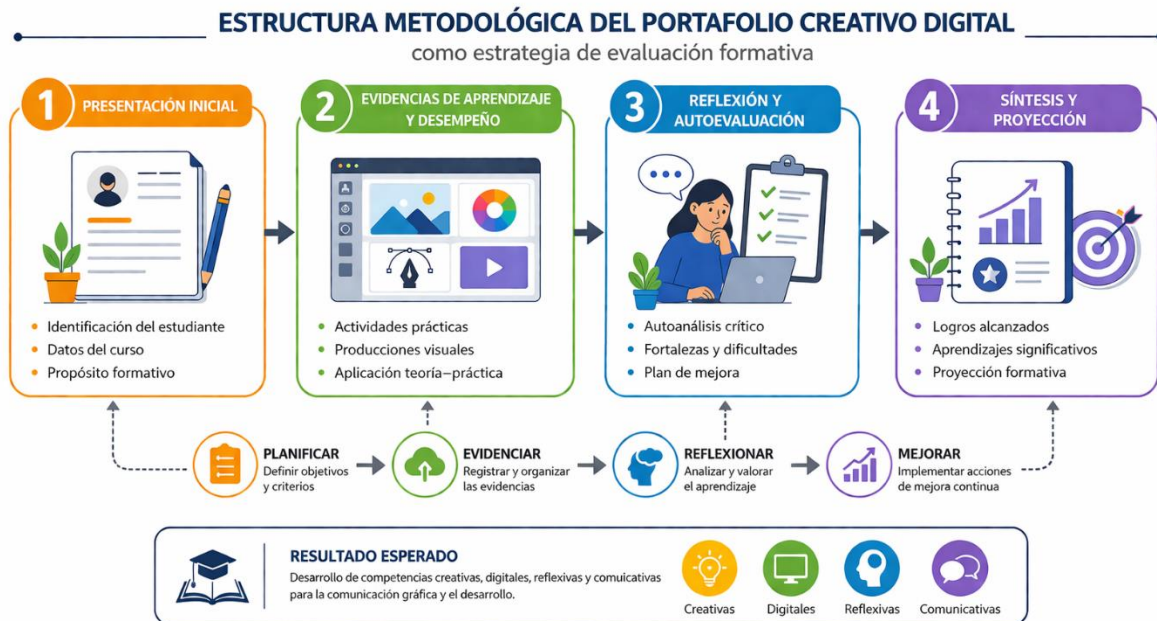 ESTRUCTURA METODOLÓGICA DEL PORTAFOLIO CREATIVO DIGITAL
como estrategia de evaluación formativa
1
PRESENTACIÓN INICIAL
• Identificación del estudiante
• Datos del curso
• Propósito formativo
2
EVIDENCIAS DE APRENDIZAJE
Y DESEMPEÑO
• Actividades prácticas
• Producciones visuales
• Aplicación teoría–práctica
3
REFLEXIÓN Y
AUTOEVALUACIÓN
• Autoanálisis crítico
• Fortalezas y dificultades
• Plan de mejora
4
SÍNTESIS Y
PROYECCIÓN
• Logros alcanzados
• Aprendizajes significativos
• Proyección formativa
PLANIFICAR
Definir objetivos
y criterios
EVIDENCIAR
Registrar y organizar
las evidencias
REFLEXIONAR
Analizar y valorar
el aprendizaje
MEJORAR
Implementar acciones
de mejora continua
RESULTADO ESPERADO
Desarrollo de competencias creativas, digitales, reflexivas y comuicativas
para la comunicación gráfica y el desarrollo.
Creativas
Digitales
Reflexivas
Comunicativas